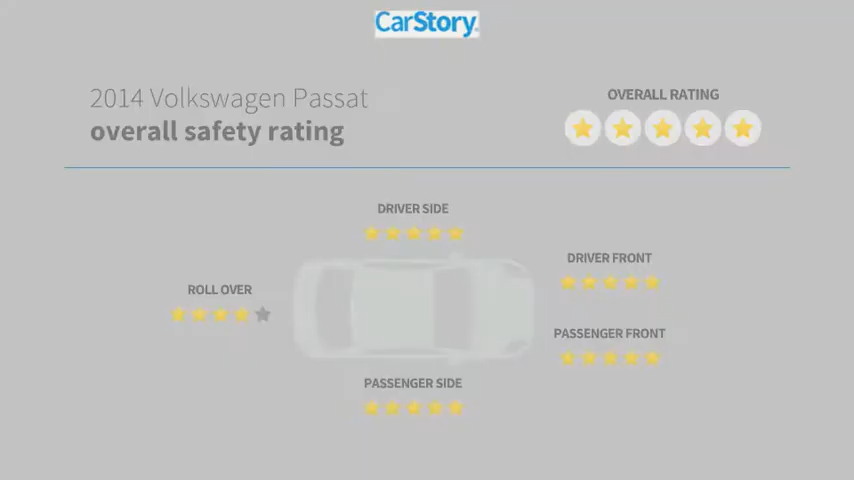 CarStory
2014 Volkswagen Passat
overall safety rating
OVERALL RATING
DRIVER SIDE
DRIVER FRONT
ROLL OVER
PASSENGER FRONT
PASSENGER SIDE